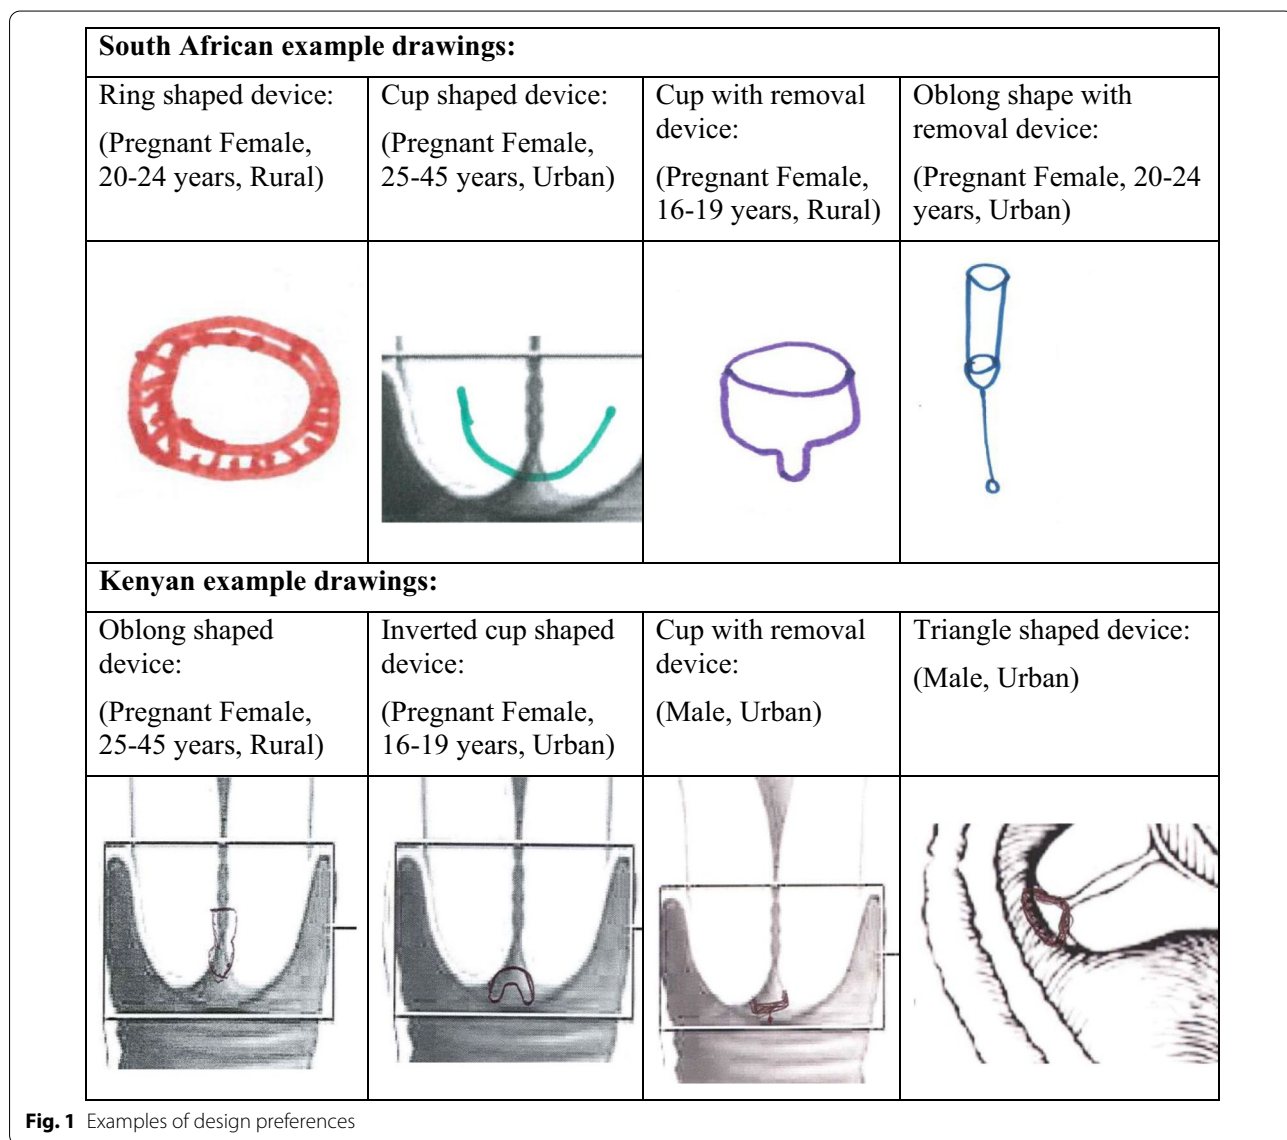 South African example drawings:
Ring shaped device:
(Pregnant Female,
20-24 years, Rural)
Cup shaped device:
(Pregnant Female,
25-45 years, Urban)
Cup with removal
device:
(Pregnant Female,
16-19 years, Rural)
Oblong shape with
removal device:
(Pregnant Female, 20-24
years, Urban)
Kenyan example drawings:
Oblong shaped
device:
(Pregnant Female,
25-45 years, Rural)
Inverted cup shaped
device:
(Pregnant Female,
16-19 years, Urban)
Cup with removal
device:
(Male, Urban)
Triangle shaped device:
(Male, Urban)
Fig. 1 Examples of design preferences